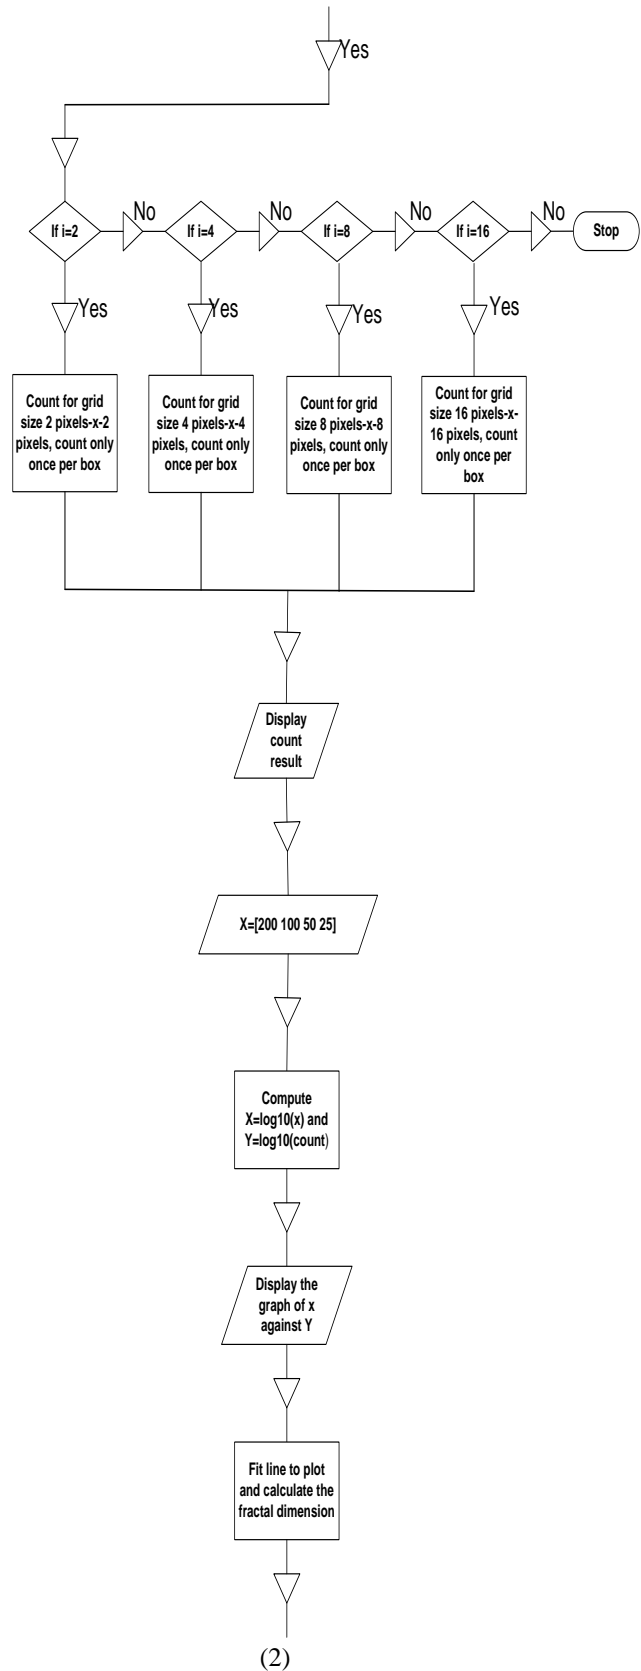 Yes
No
No
No
No
If i=2
If i=4
If i=8
If i=16
Stop
Yes
Yes
Yes
Yes
Count for grid
size 2 pixels-x-2
pixels, count only
once per box
Count for grid
size 4 pixels-x-4
pixels, count only
once per box
Count for grid
size 8 pixels-x-8
pixels, count only
once per box
Count for grid
size 16 pixels-x-
16 pixels, count
only once per
box
Display
count
result
X=[200 100 50 25]
Compute
X=log10(x) and
Y=log10(count)
Display the
graph of x
against Y
Fit line to plot
and calculate the
fractal dimension
(2)